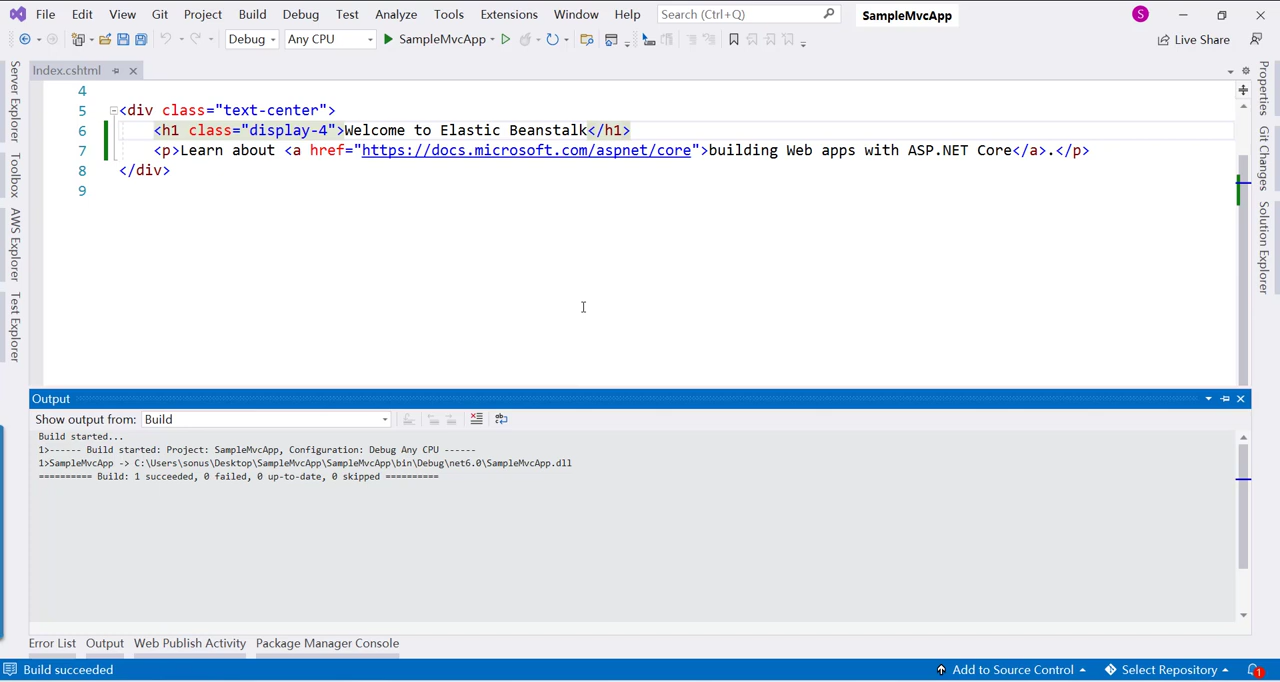 File Edit View Git Project Build Debug Test Analyze Tools Extensions Window Help Search (Ctrl+Q) SampleMvcApp S
Debug Any CPU SampleMvcApp Live Share
Index.cshtml
4
5 <div class="text-center">
6 <h1 class="display-4">Welcome to Elastic Beanstalk</h1>
7 <p>Learn about <a href="https://docs.microsoft.com/aspnet/core">building Web apps with ASP.NET Core</a>.</p>
8 </div>
9
Server Explorer
Toolbox
AWS Explorer
Test Explorer
Properties
Git Changes
Solution Explorer
Output
Show output from: Build
Build started...
1>------ Build started: Project: SampleMvcApp, Configuration: Debug Any CPU ------
1>SampleMvcApp -> C:\Users\sonus\Desktop\SampleMvcApp\SampleMvcApp\bin\Debug\net6.0\SampleMvcApp.dll
========== Build: 1 succeeded, 0 failed, 0 up-to-date, 0 skipped ==========
Error List Output Web Publish Activity Package Manager Console
Build succeeded Add to Source Control Select Repository 1